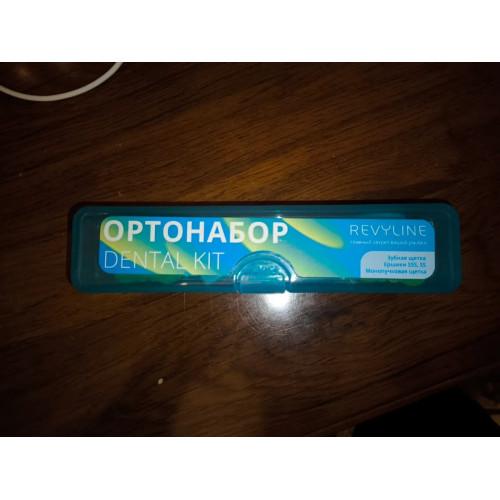 ОРТОНАБОР
DENTAL KIT
REVYLINE
главный секрет вашей улыбки
Зубная щетка
Ершики SSS, SS
Монопучковая щетка